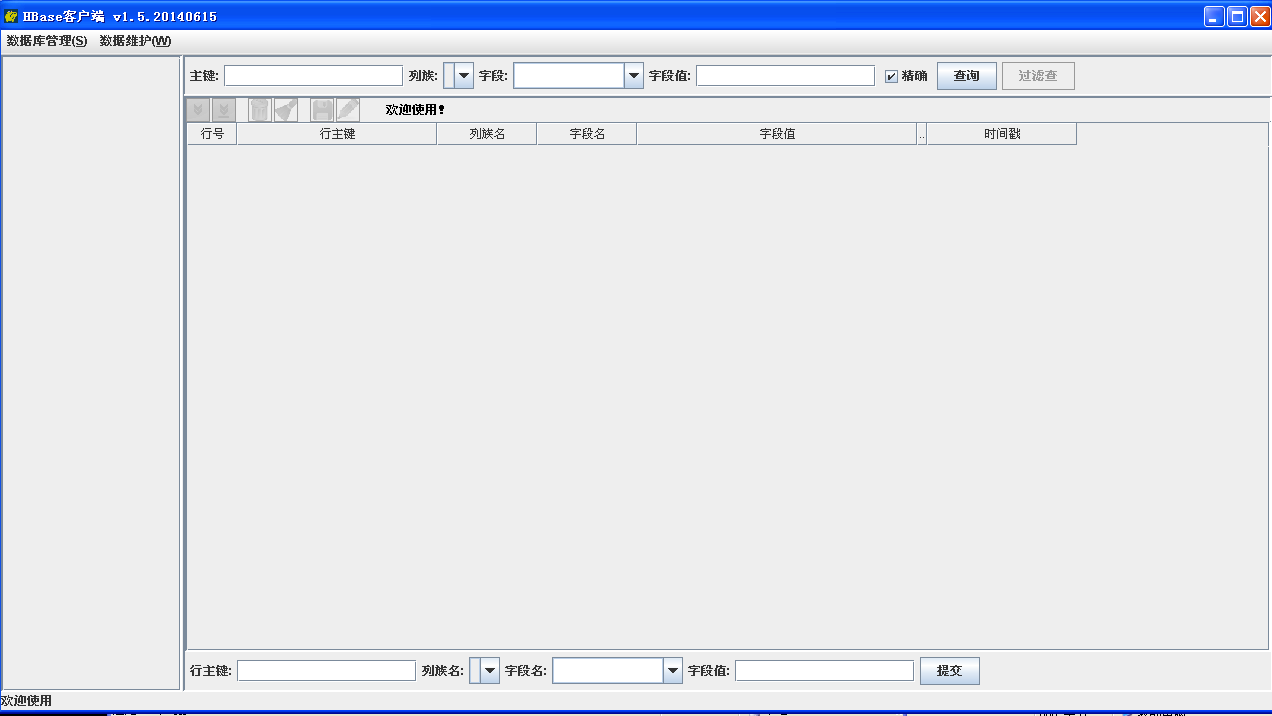 HBase客户端 v1.5.20140615
数据库管理(S) 数据维护(W)
主键: 列族: 字段: 字段值: 精确 查询 过滤查
欢迎使用!
行号 行主键 列族名 字段名 字段值 .. 时间戳
行主键: 列族名: 字段名: 字段值: 提交
欢迎使用